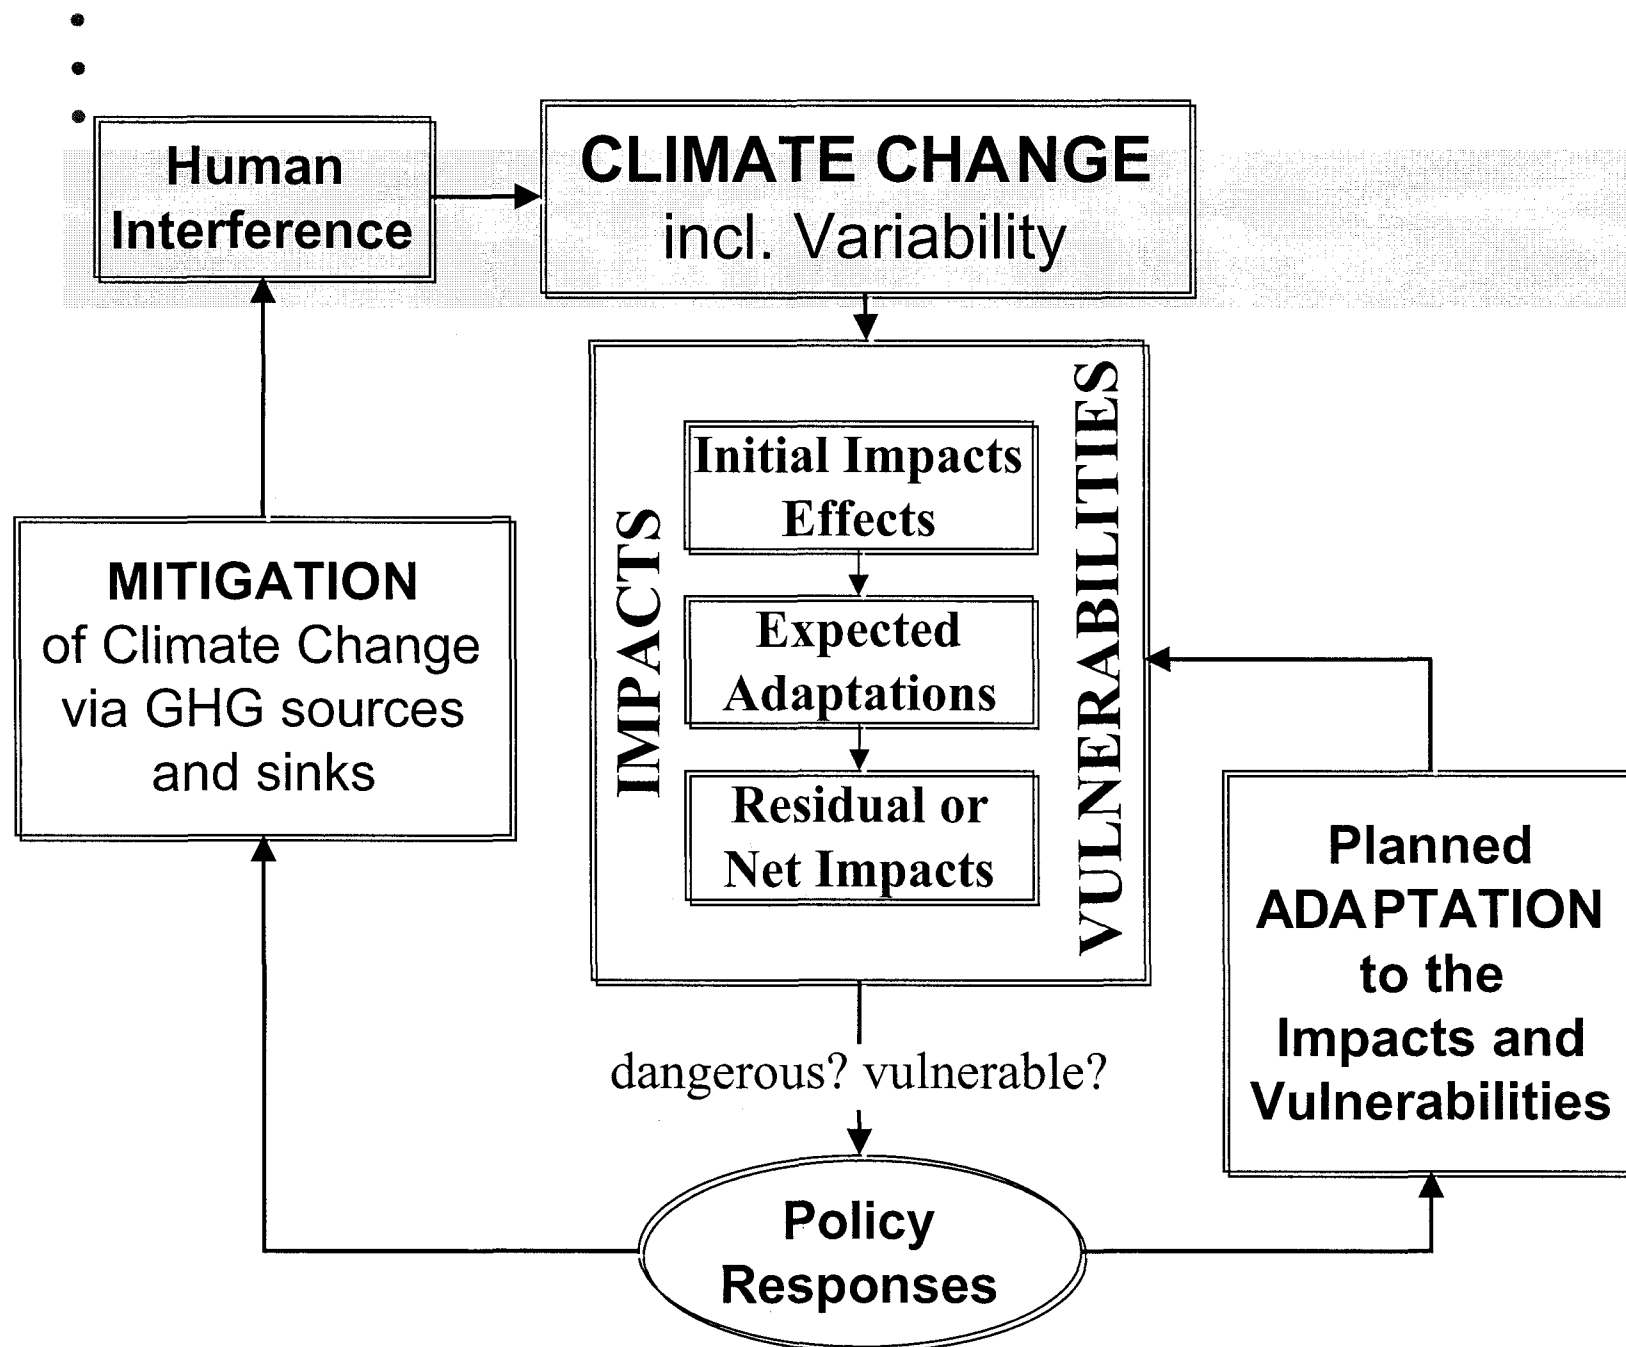 Human
Interference
CLIMATE CHANGE
incl. Variability
IMPACTS
Initial Impacts
Effects
Expected
Adaptations
Residual or
Net Impacts
VULNERABILITIES
MITIGATION
of Climate Change
via GHG sources
and sinks
Planned
ADAPTATION
to the
Impacts and
Vulnerabilities
dangerous? vulnerable?
Policy
Responses